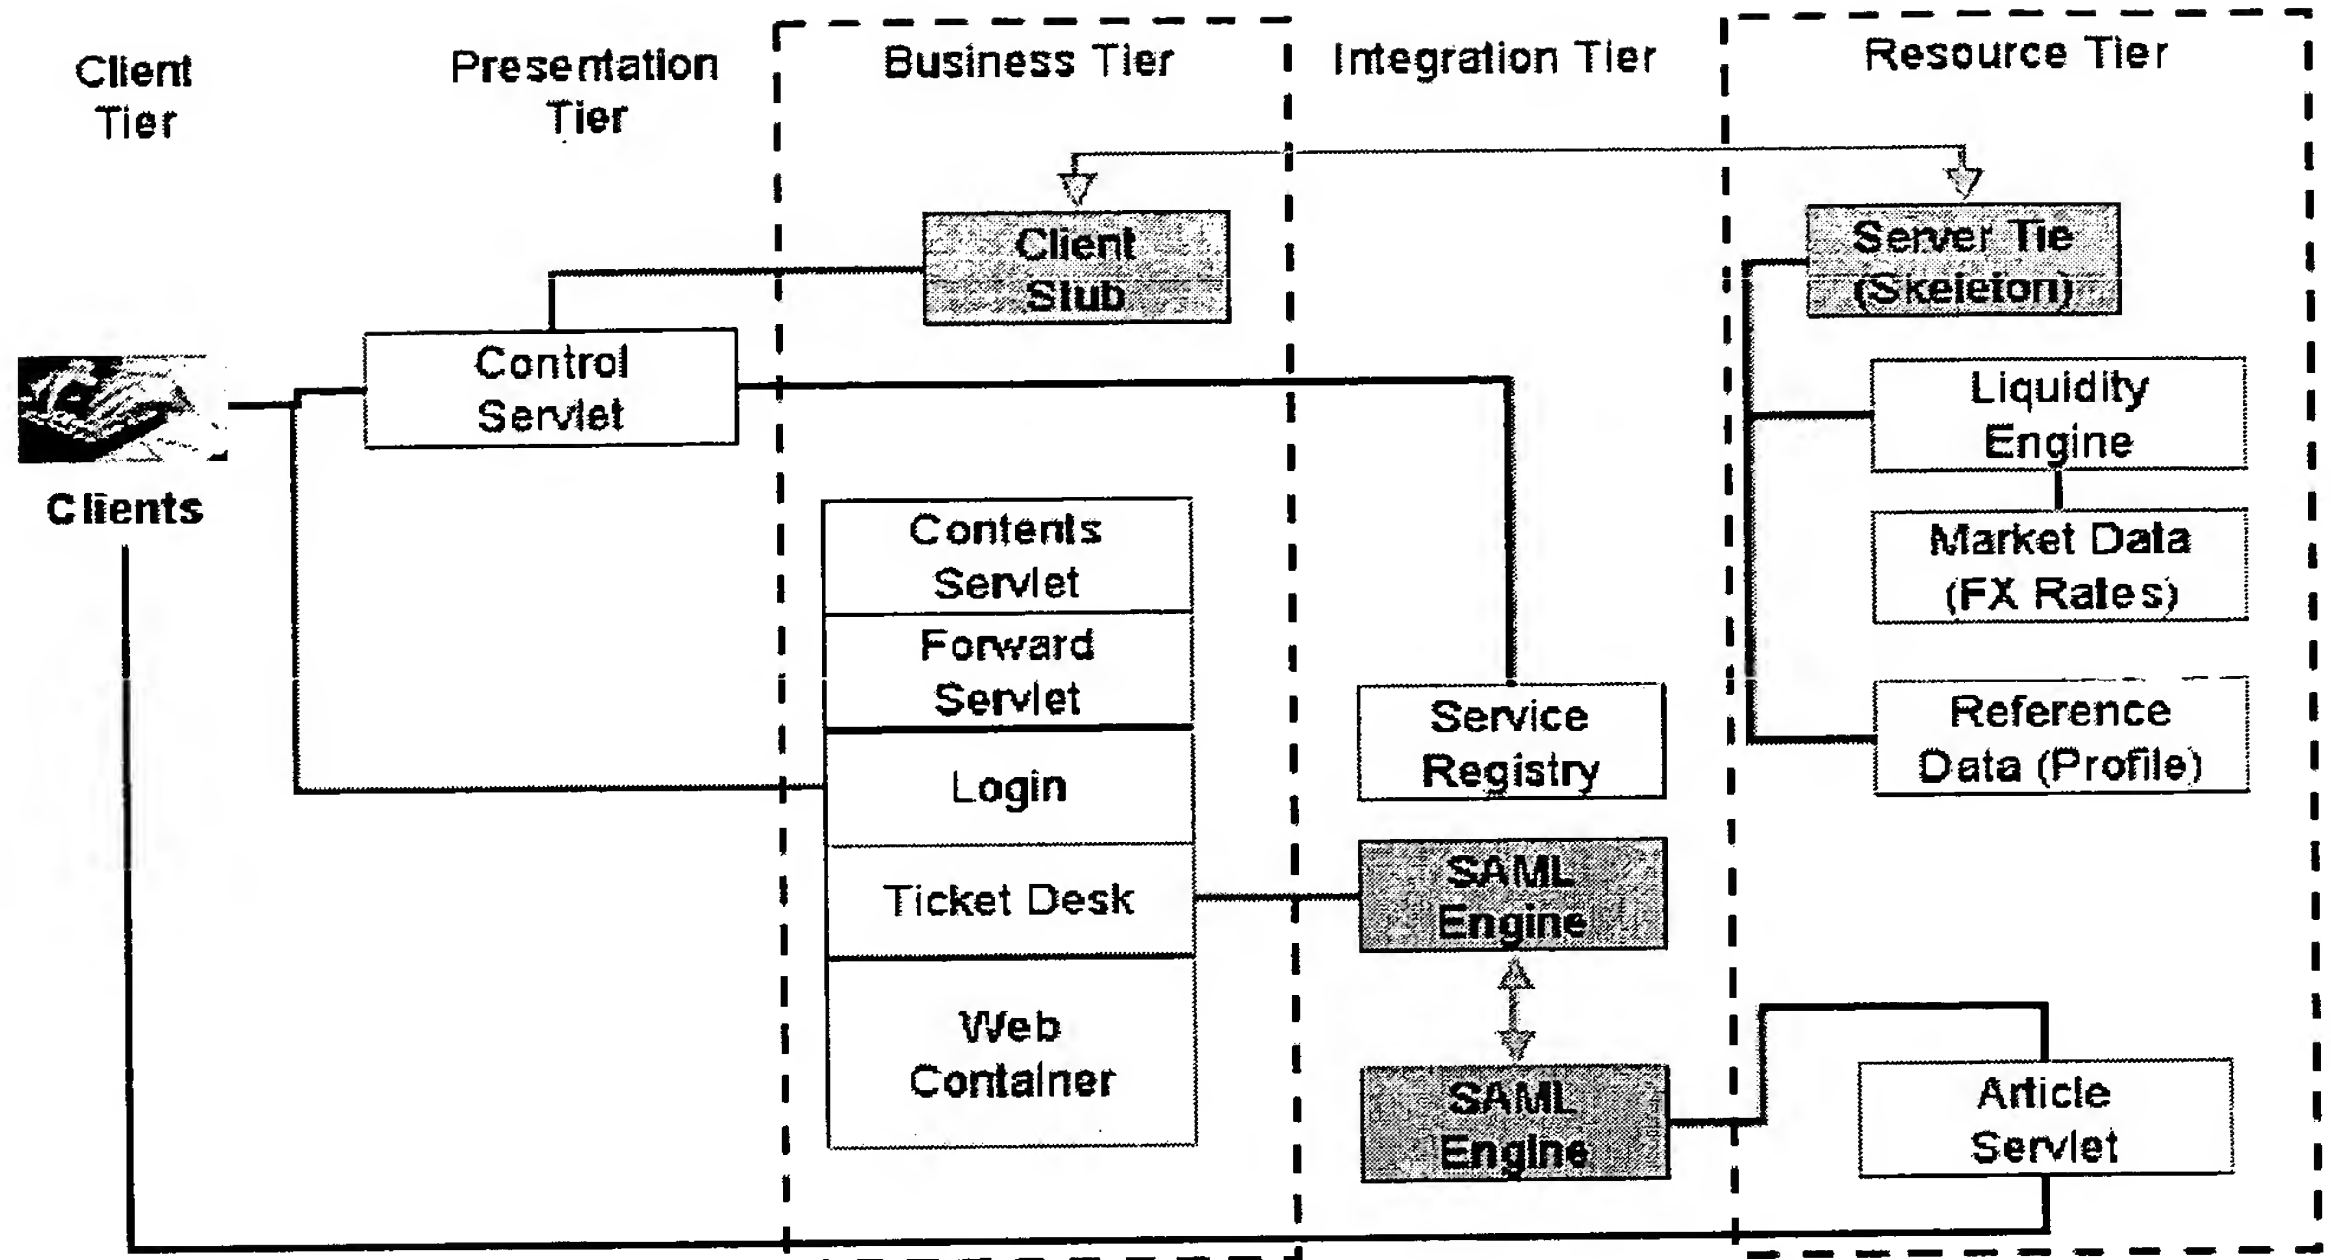 Client
Tier
Presentation
Tier
Business Tier
Integration Tier
Resource Tier
Client
Stub
Server Tie
(Skeleton)
Control
Servlet
Clients
Liquidity
Engine
Market Data
(FX Rates)
Reference
Data (Profile)
Contents
Servlet
Forward
Servlet
Login
Ticket Desk
Web
Container
Service
Registry
SAML
Engine
SAML
Engine
Article
Servlet